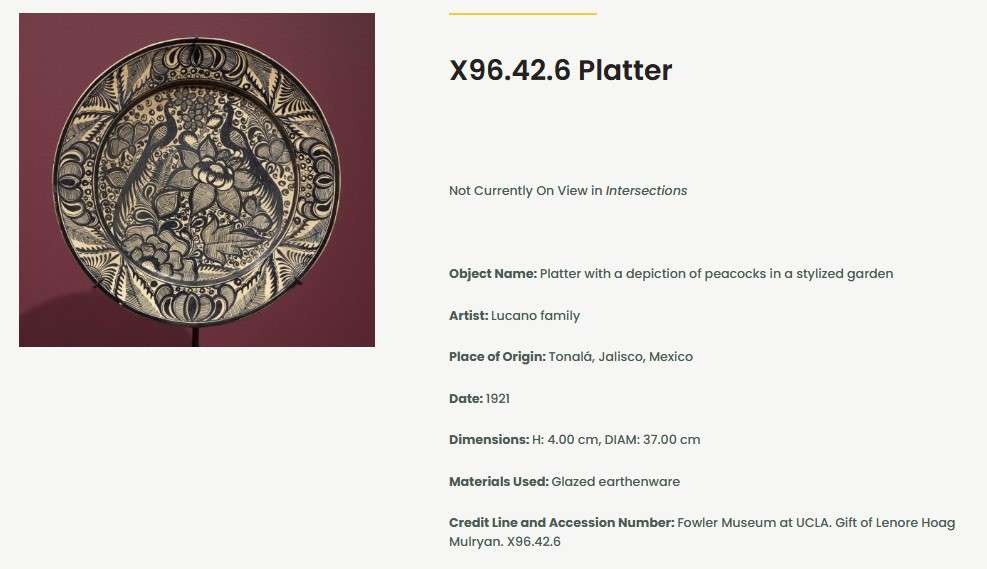 X96.42.6 Platter
Not Currently On View in Intersections
Object Name: Platter with a depiction of peacocks in a stylized garden
Artist: Lucano family
Place of Origin: Tonalá, Jalisco, Mexico
Date: 1921
Dimensions: H: 4.00 cm, DIAM: 37.00 cm
Materials Used: Glazed earthenware
Credit Line and Accession Number: Fowler Museum at UCLA. Gift of Lenore Hoag
Mulryan. X96.42.6